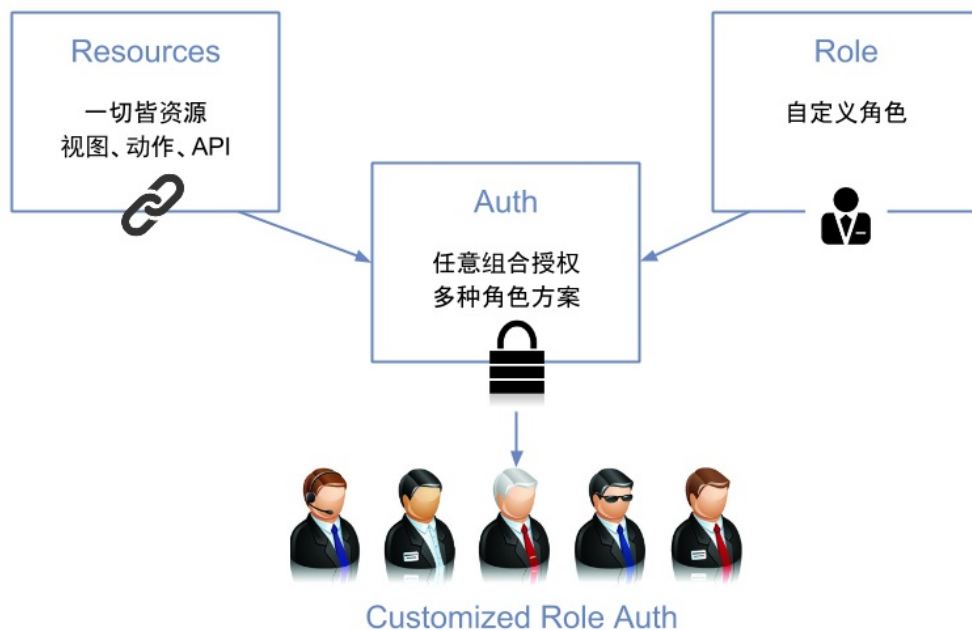 Resources
一切皆资源
视图、动作、API
Role
自定义角色
Auth
任意组合授权
多种角色方案
Customized Role Auth